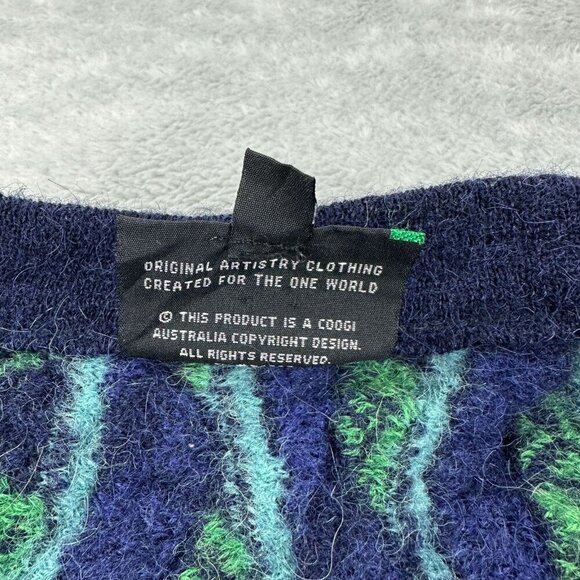 ORIGINAL ARTISTRY CLOTHING
CREATED FOR THE ONE WORLD
© THIS PRODUCT IS A COOGI
AUSTRALIA COPYRIGHT DESIGN.
ALL RIGHTS RESERVED.